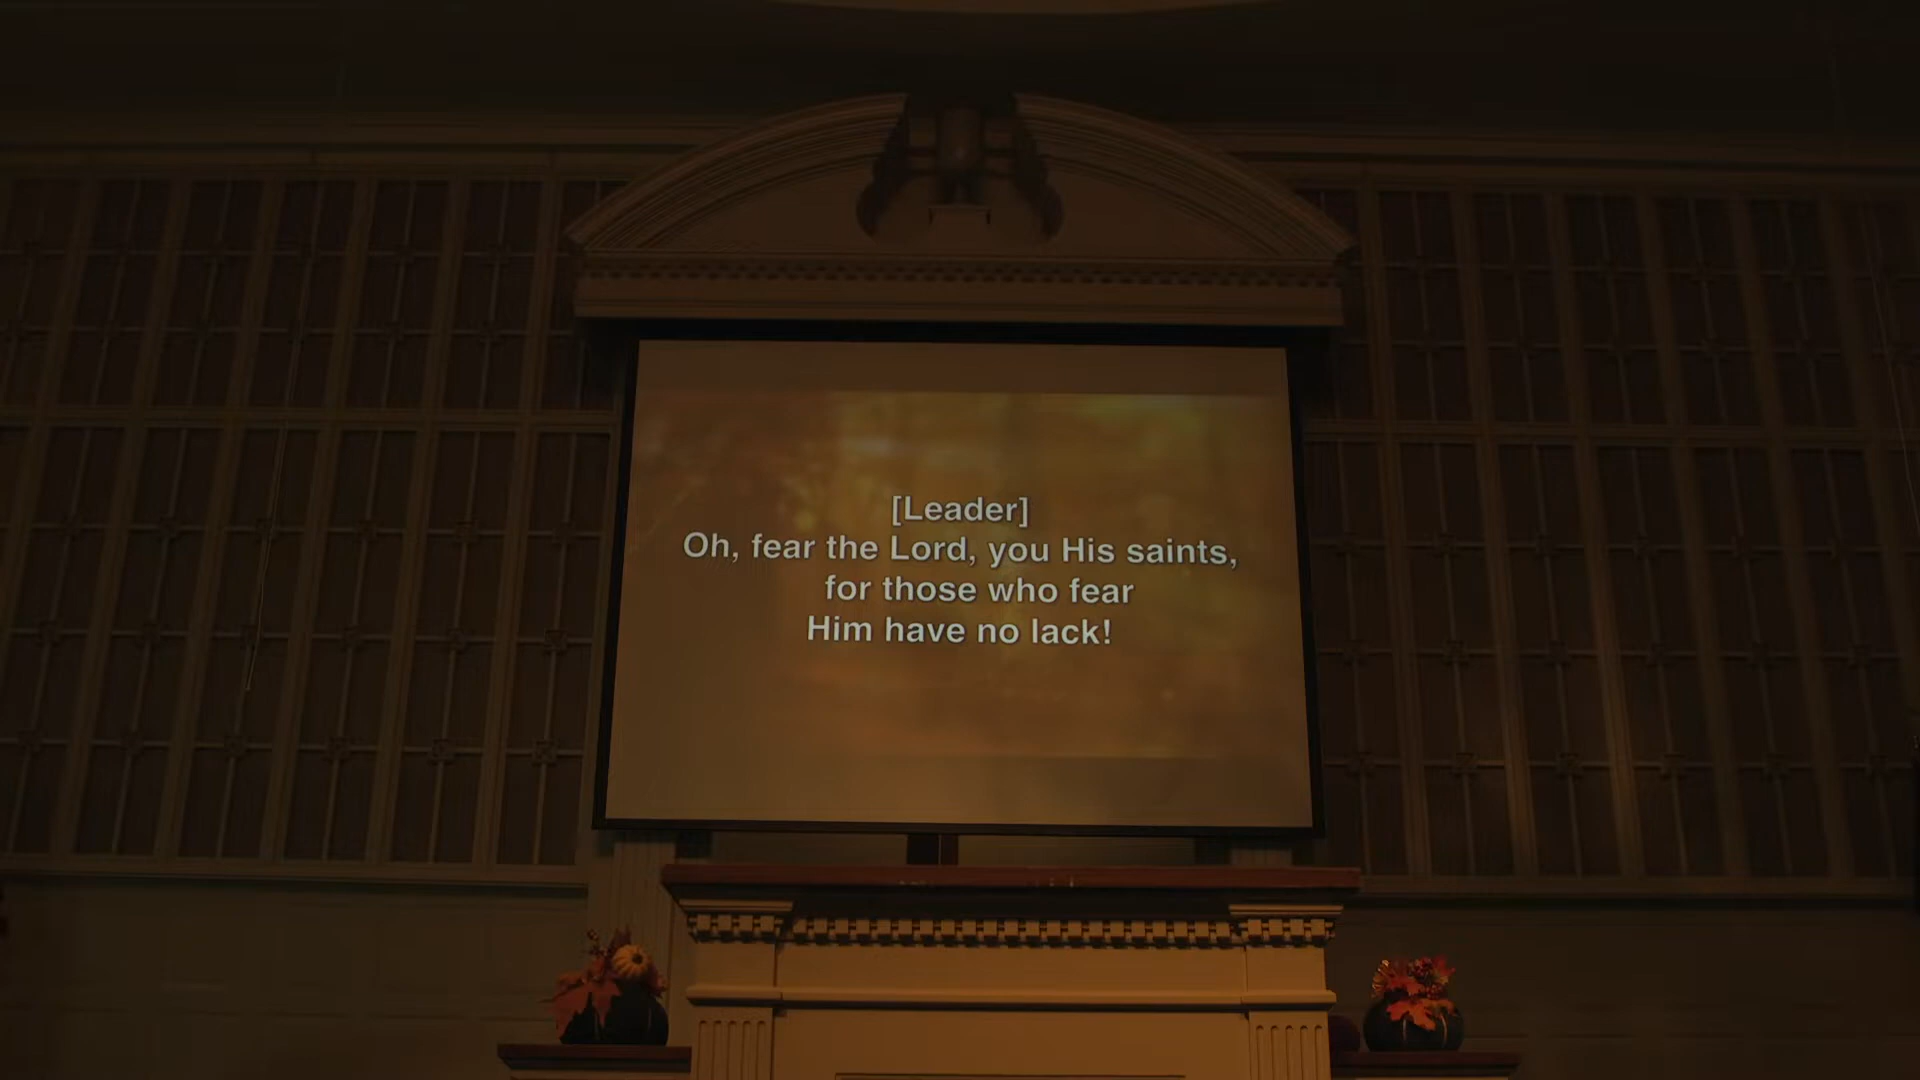 [Leader]
Oh, fear the Lord, you His saints,
for those who fear
Him have no lack!